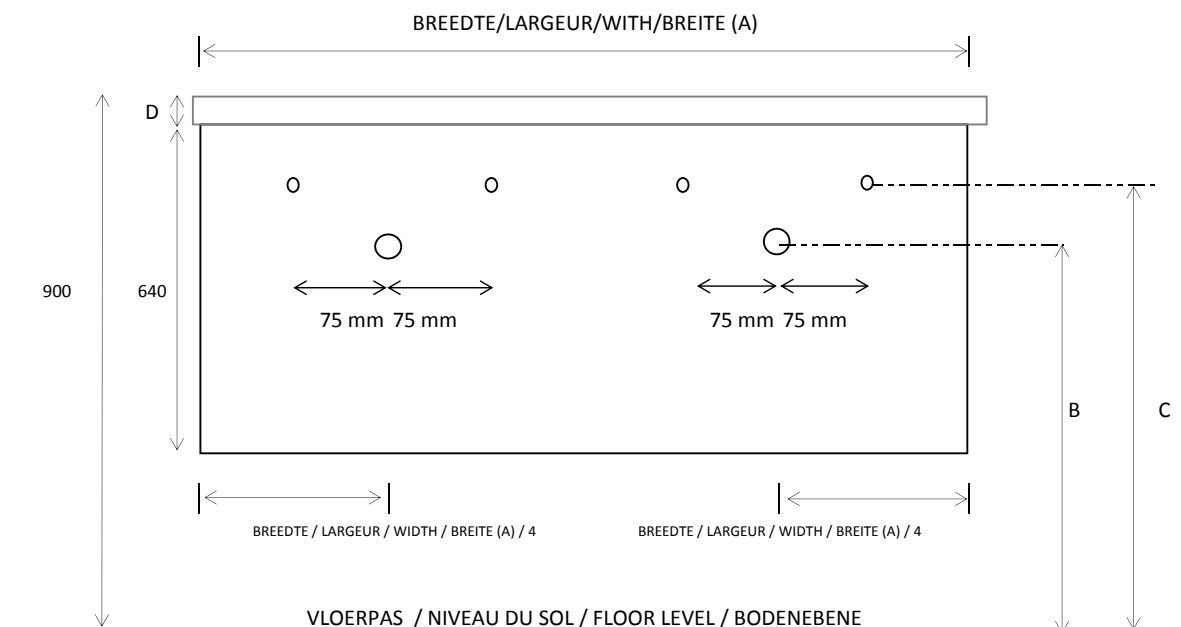 BREEDTE/LARGEUR/WITH/BREITE (A)
D
900
640
75 mm 75 mm
75 mm 75 mm
B
C
BREEDTE / LARGEUR / WIDTH / BREITE (A) / 4
BREEDTE / LARGEUR / WIDTH / BREITE (A) / 4
VLOERPAS / NIVEAU DU SOL / FLOOR LEVEL / BODENEBENE